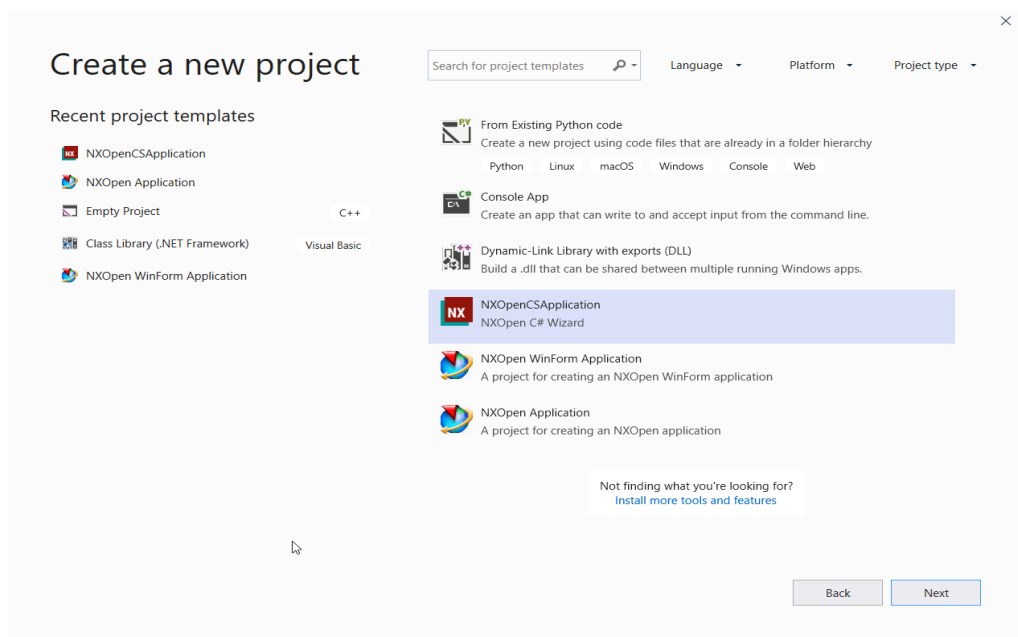 Create a new project
Search for project templates
Language
Platform
Project type
Recent project templates
NX NXOpenCSApplication
NXOpen Application
Empty Project C++
Class Library (.NET Framework) Visual Basic
NXOpen WinForm Application
PY From Existing Python code
Create a new project using code files that are already in a folder hierarchy
Python Linux macOS Windows Console Web
C# Console App
Create an app that can write to and accept input from the command line.
++ Dynamic-Link Library with exports (DLL)
Build a .dll that can be shared between multiple running Windows apps.
NX NXOpenCSApplication
NXOpen C# Wizard
NXOpen WinForm Application
A project for creating an NXOpen WinForm application
NXOpen Application
A project for creating an NXOpen application
Not finding what you're looking for?
Install more tools and features
Back Next